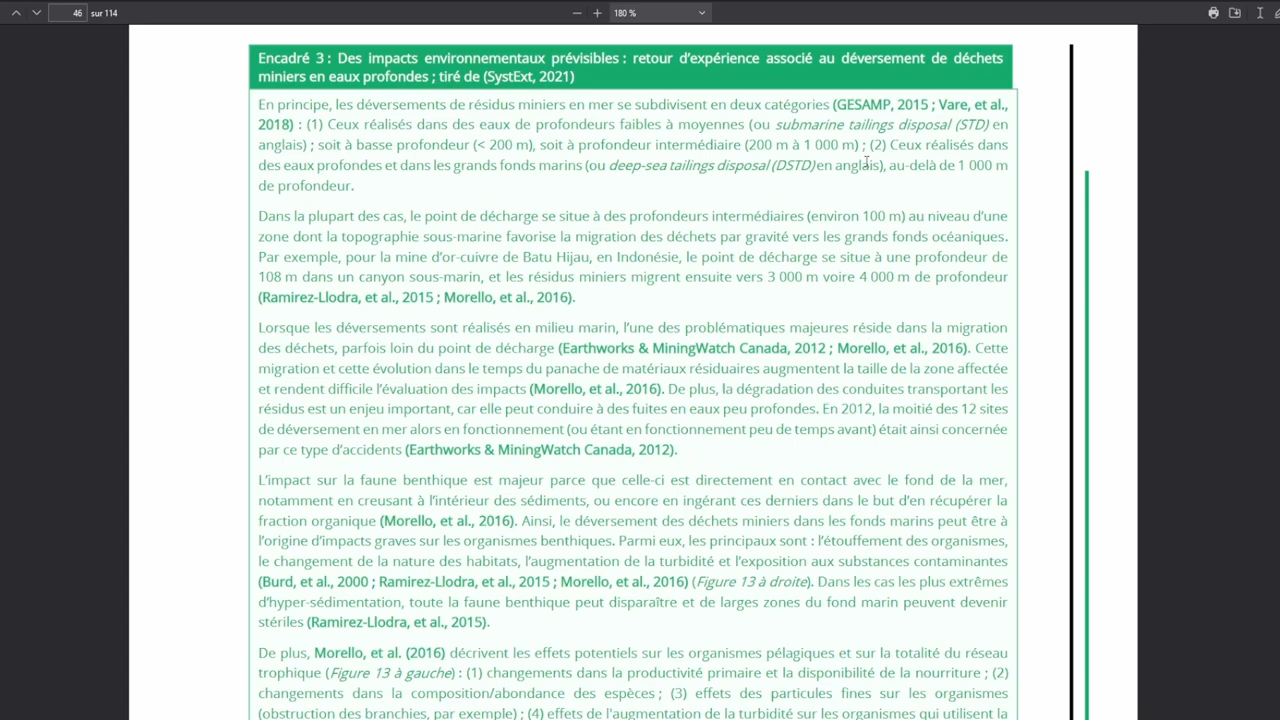 46 sur 114
180 %
Encadré 3 : Des impacts environnementaux prévisibles : retour d'expérience associé au déversement de déchets
miniers en eaux profondes ; tiré de (SystExt, 2021)
En principe, les déversements de résidus miniers en mer se subdivisent en deux catégories (GESAMP, 2015 ; Vare, et al.,
2018) : (1) Ceux réalisés dans des eaux de profondeurs faibles à moyennes (ou submarine tailings disposal (STD) en
anglais) ; soit à basse profondeur (< 200 m), soit à profondeur intermédiaire (200 m à 1 000 m) ; (2) Ceux réalisés dans
des eaux profondes et dans les grands fonds marins (ou deep-sea tailings disposal (DSTD) en anglais), au-delà de 1 000 m
de profondeur.
Dans la plupart des cas, le point de décharge se situe à des profondeurs intermédiaires (environ 100 m) au niveau d'une
zone dont la topographie sous-marine favorise la migration des déchets par gravité vers les grands fonds océaniques.
Par exemple, pour la mine d'or-cuivre de Batu Hijau, en Indonésie, le point de décharge se situe à une profondeur de
108 m dans un canyon sous-marin, et les résidus miniers migrent ensuite vers 3 000 m voire 4 000 m de profondeur
(Ramirez-Llodra, et al., 2015 ; Morello, et al., 2016).
Lorsque les déversements sont réalisés en milieu marin, l'une des problématiques majeures réside dans la migration
des déchets, parfois loin du point de décharge (Earthworks & MiningWatch Canada, 2012 ; Morello, et al., 2016). Cette
migration et cette évolution dans le temps du panache de matériaux résiduaires augmentent la taille de la zone affectée
et rendent difficile l'évaluation des impacts (Morello, et al., 2016). De plus, la dégradation des conduites transportant les
résidus est un enjeu important, car elle peut conduire à des fuites en eaux peu profondes. En 2012, la moitié des 12 sites
de déversement en mer alors en fonctionnement (ou étant en fonctionnement peu de temps avant) était ainsi concernée
par ce type d'accidents (Earthworks & MiningWatch Canada, 2012).
L'impact sur la faune benthique est majeur parce que celle-ci est directement en contact avec le fond de la mer,
notamment en creusant à l'intérieur des sédiments, ou encore en ingérant ces derniers dans le but d'en récupérer la
fraction organique (Morello, et al., 2016). Ainsi, le déversement des déchets miniers dans les fonds marins peut être à
l'origine d'impacts graves sur les organismes benthiques. Parmi eux, les principaux sont : l'étouffement des organismes,
le changement de la nature des habitats, l'augmentation de la turbidité et l'exposition aux substances contaminantes
(Burd, et al., 2000 ; Ramirez-Llodra, et al., 2015 ; Morello, et al., 2016) (Figure 13 à droite). Dans les cas les plus extrêmes
d'hyper-sédimentation, toute la faune benthique peut disparaître et de larges zones du fond marin peuvent devenir
stériles (Ramirez-Llodra, et al., 2015).
De plus, Morello, et al. (2016) décrivent les effets potentiels sur les organismes pélagiques et sur la totalité du réseau
trophique (Figure 13 à gauche) : (1) changements dans la productivité primaire et la disponibilité de la nourriture ; (2)
changements dans la composition/abondance des espèces ; (3) effets des particules fines sur les organismes
(obstruction des branchies, par exemple) ; (4) effets de l'augmentation de la turbidité sur les organismes qui utilisent la